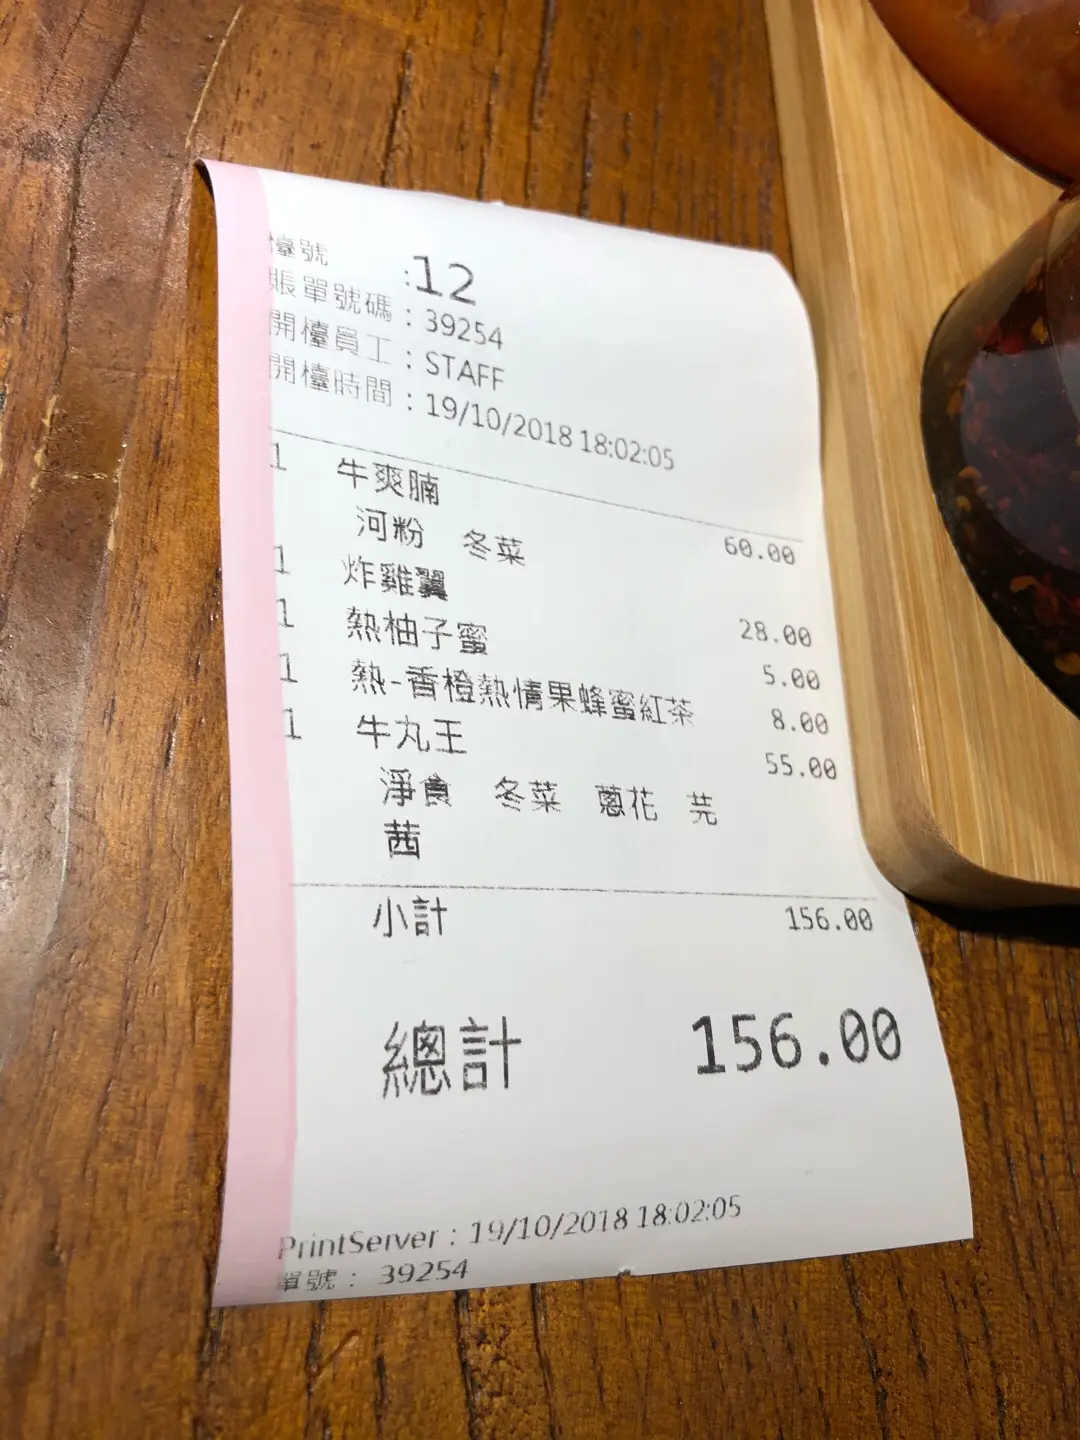 檯號 :12
賬單號碼 : 39254
開檯員工 : STAFF
開檯時間 : 19/10/2018 18:02:05
1 牛爽腩 60.00
河粉 冬菜
1 炸雞翼 28.00
1 熱柚子蜜 5.00
1 熱-香橙熱情果蜂蜜紅茶 8.00
1 牛丸王 55.00
淨食 冬菜 蔥花 芫
茜
小計 156.00
總計 156.00
PrintServer : 19/10/2018 18:02:05
單號 : 39254